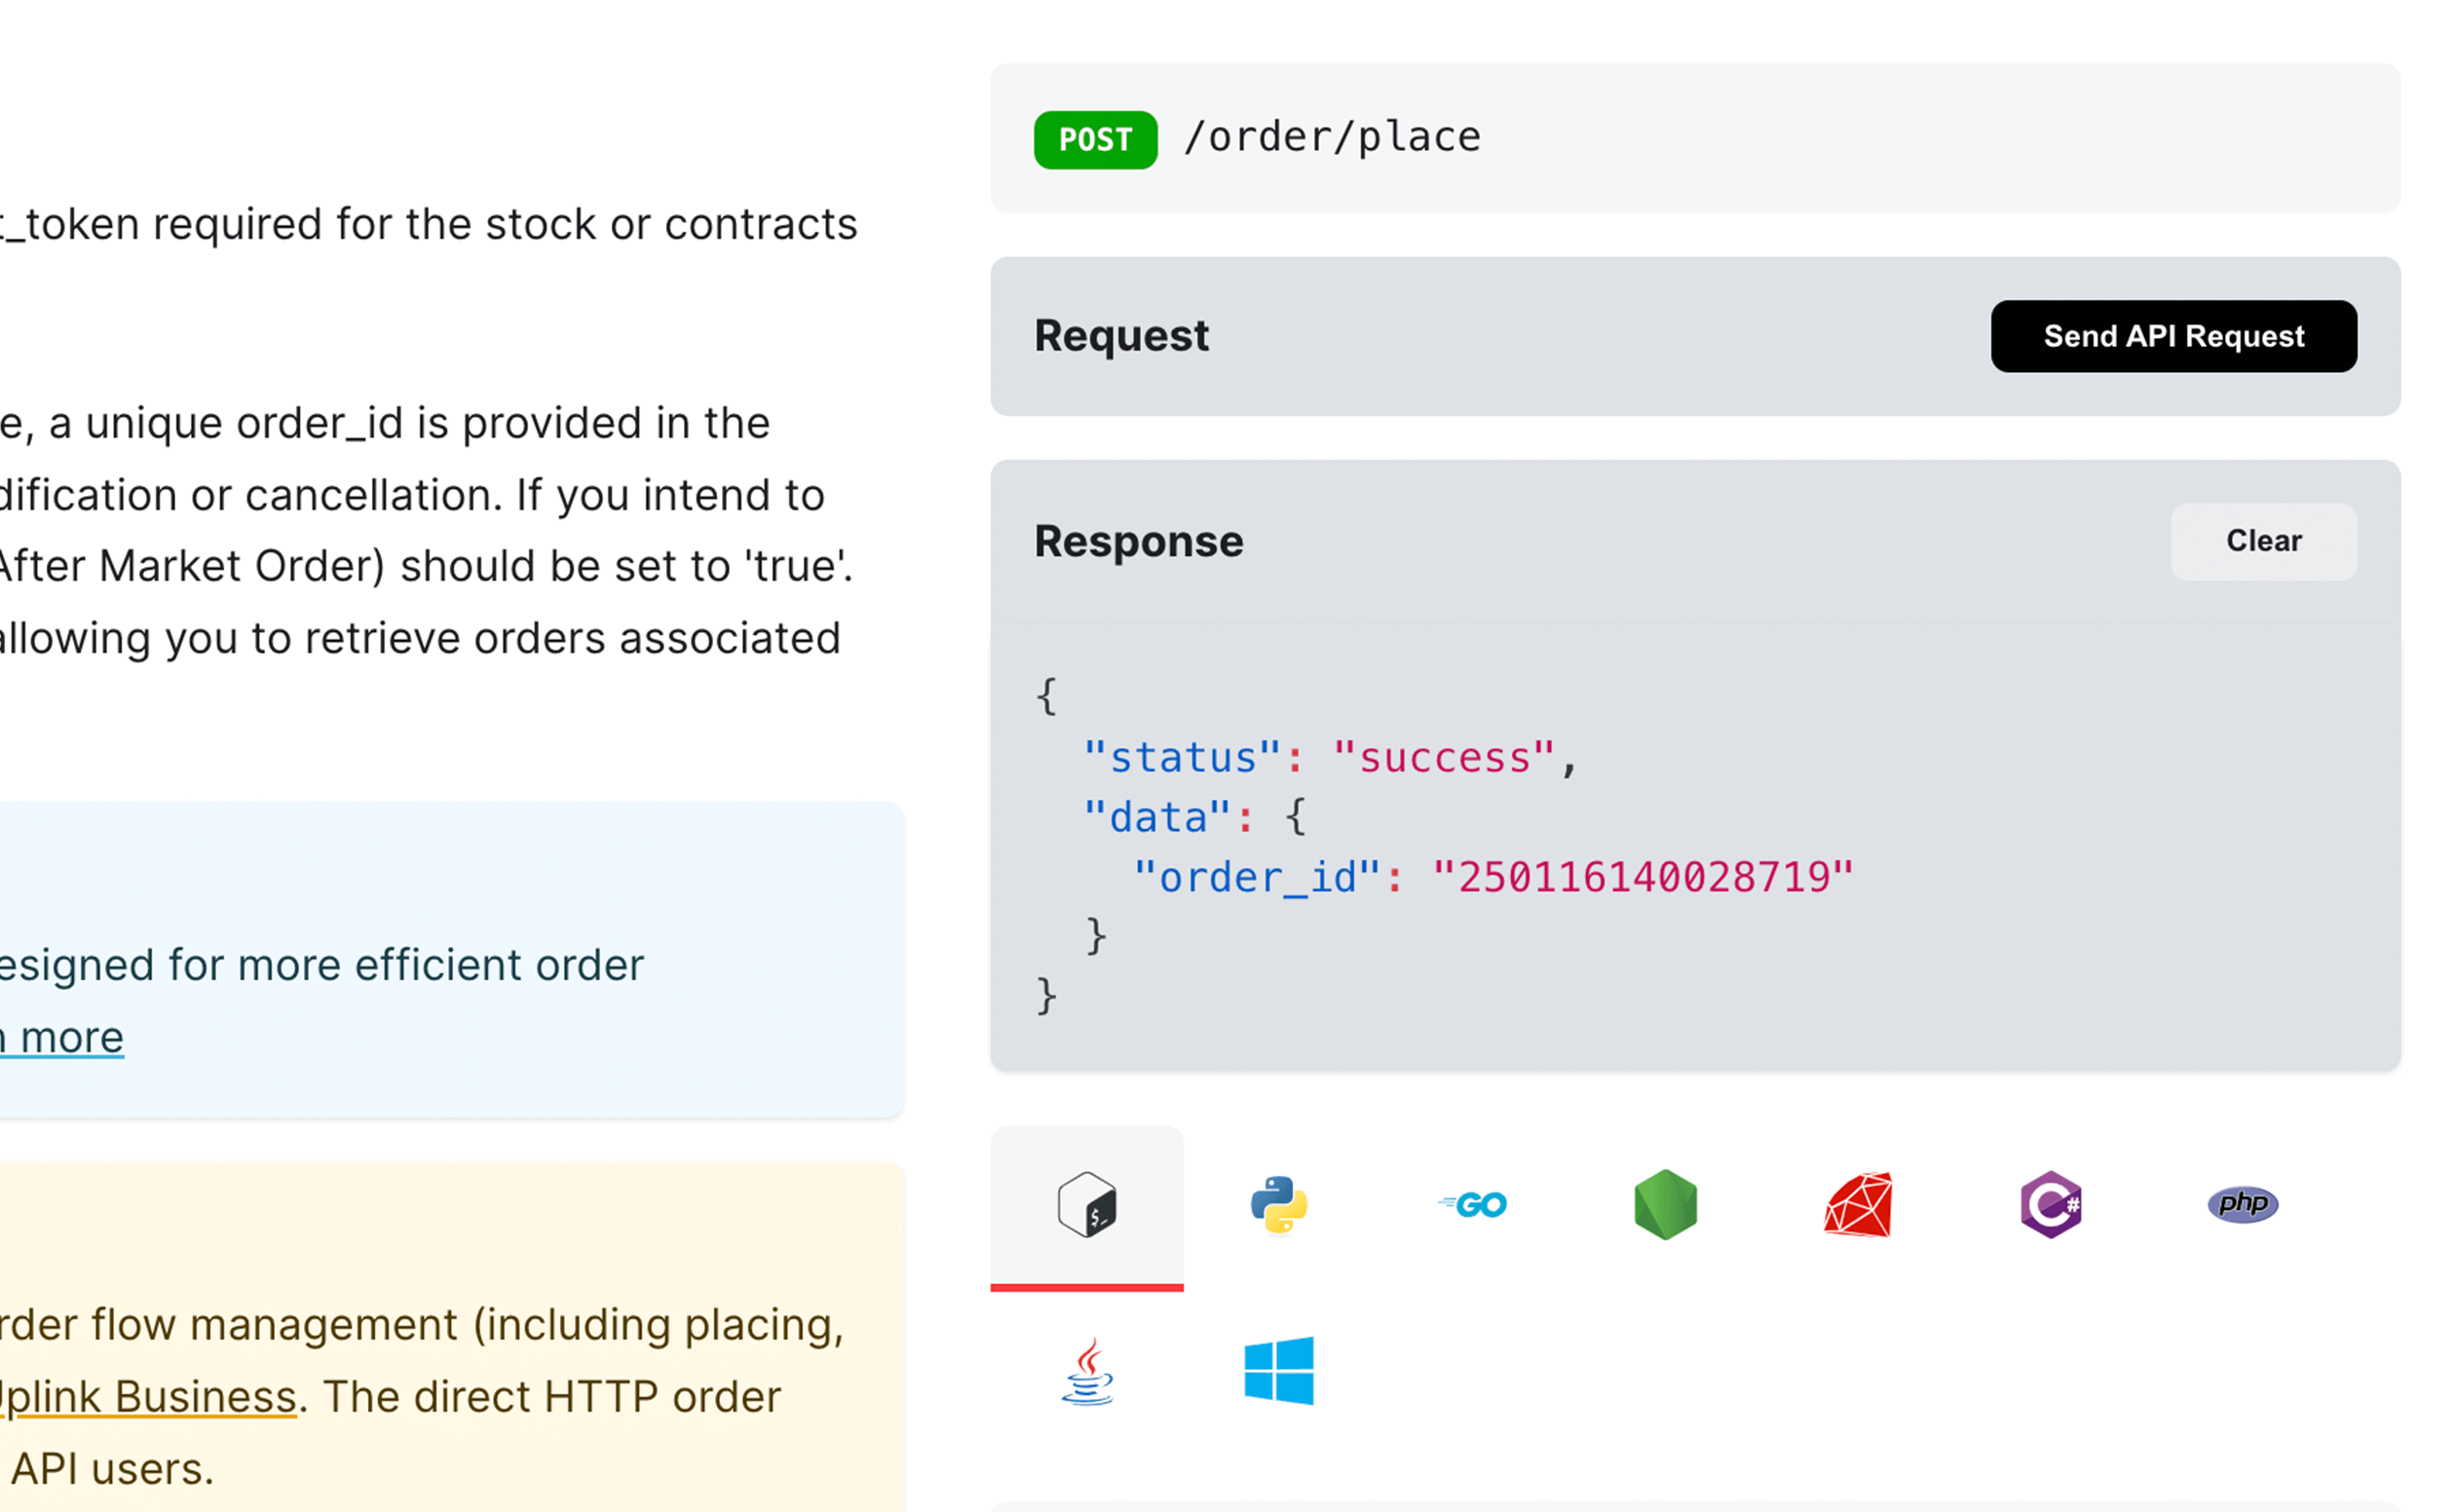 _token required for the stock or contracts
e, a unique order_id is provided in the
dification or cancellation. If you intend to
After Market Order) should be set to 'true'.
allowing you to retrieve orders associated
esigned for more efficient order
n more
rder flow management (including placing,
Uplink Business. The direct HTTP order
API users.
POST /order/place
Request
Send API Request
Response
Clear
{
"status": "success",
"data": {
"order_id": "250116140028719"
}
}
$_
GO
C#
php